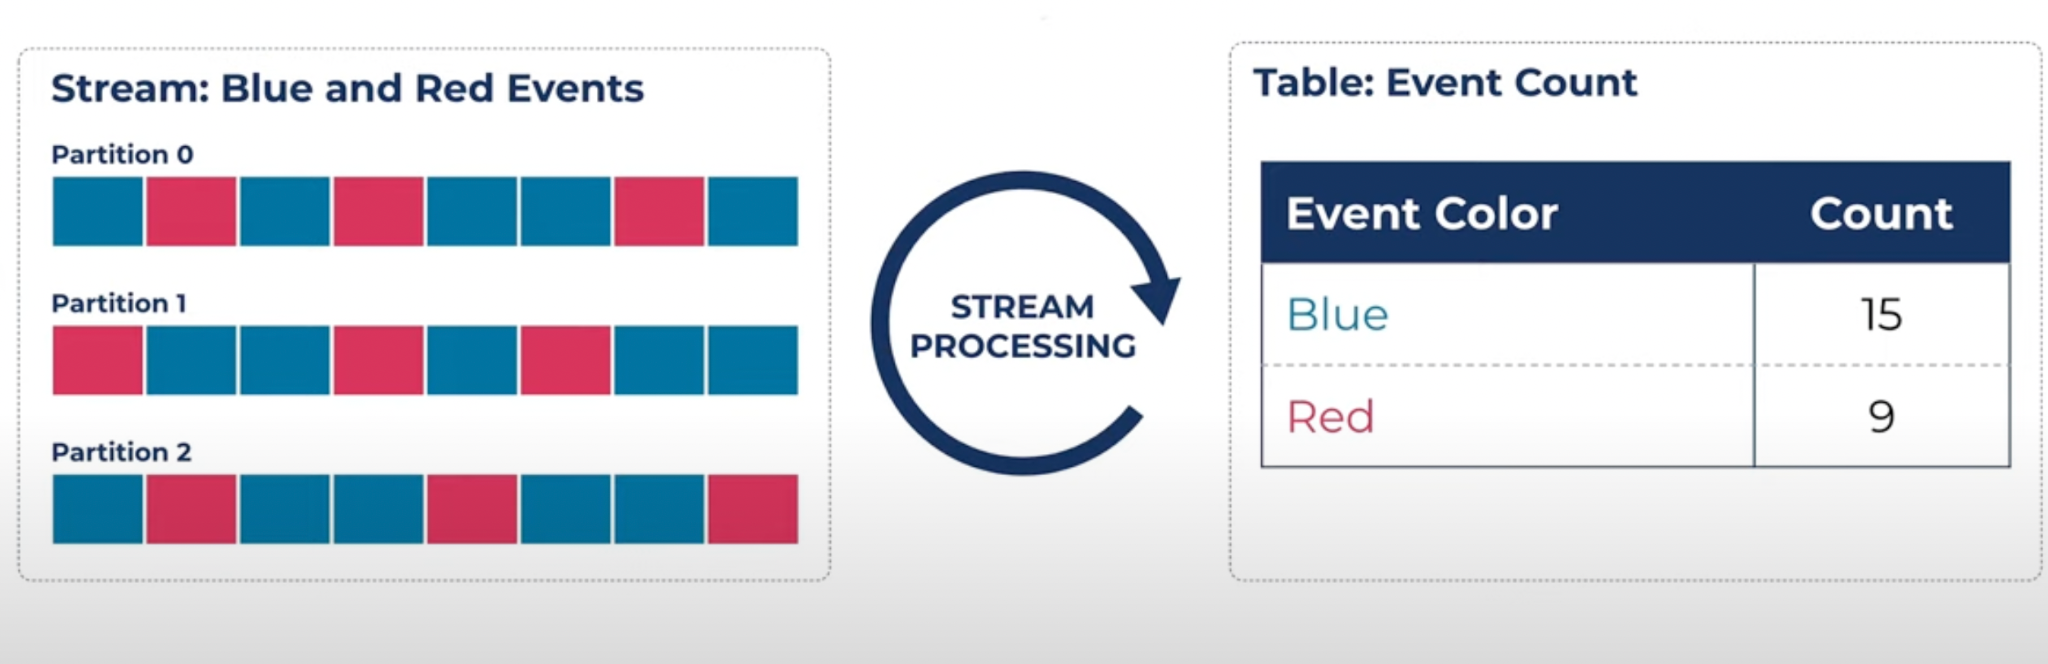 Stream: Blue and Red Events
Partition 0
Partition 1
Partition 2
STREAM
PROCESSING
Table: Event Count
Event Color Count
Blue 15
Red 9